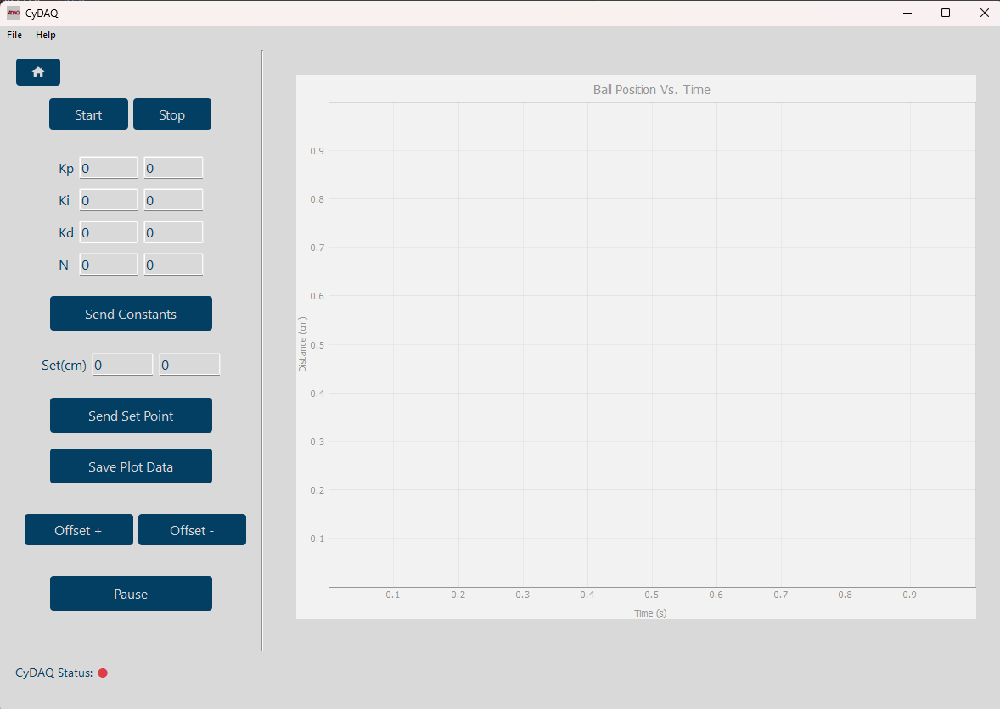 CyDAQ
File Help
Start Stop
Kp 0 0
Ki 0 0
Kd 0 0
N 0 0
Send Constants
Set(cm) 0 0
Send Set Point
Save Plot Data
Offset + Offset -
Pause
CyDAQ Status:
Ball Position Vs. Time
0.9
0.8
0.7
0.6
0.5
0.4
0.3
0.2
0.1
Distance (cm)
0.1 0.2 0.3 0.4 0.5 0.6 0.7 0.8 0.9
Time (s)